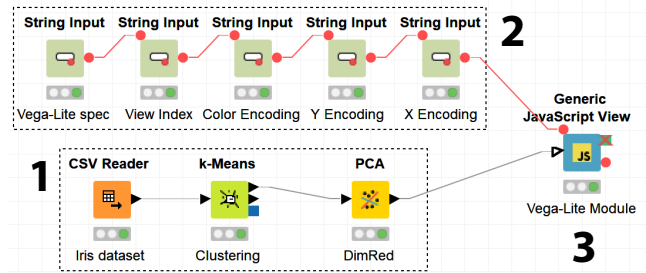 String Input String Input String Input String Input String Input
2
Vega-Lite spec View Index Color Encoding Y Encoding X Encoding
Generic
JavaScript View
JS
Vega-Lite Module
3
1
CSV Reader k-Means PCA
Iris dataset Clustering DimRed